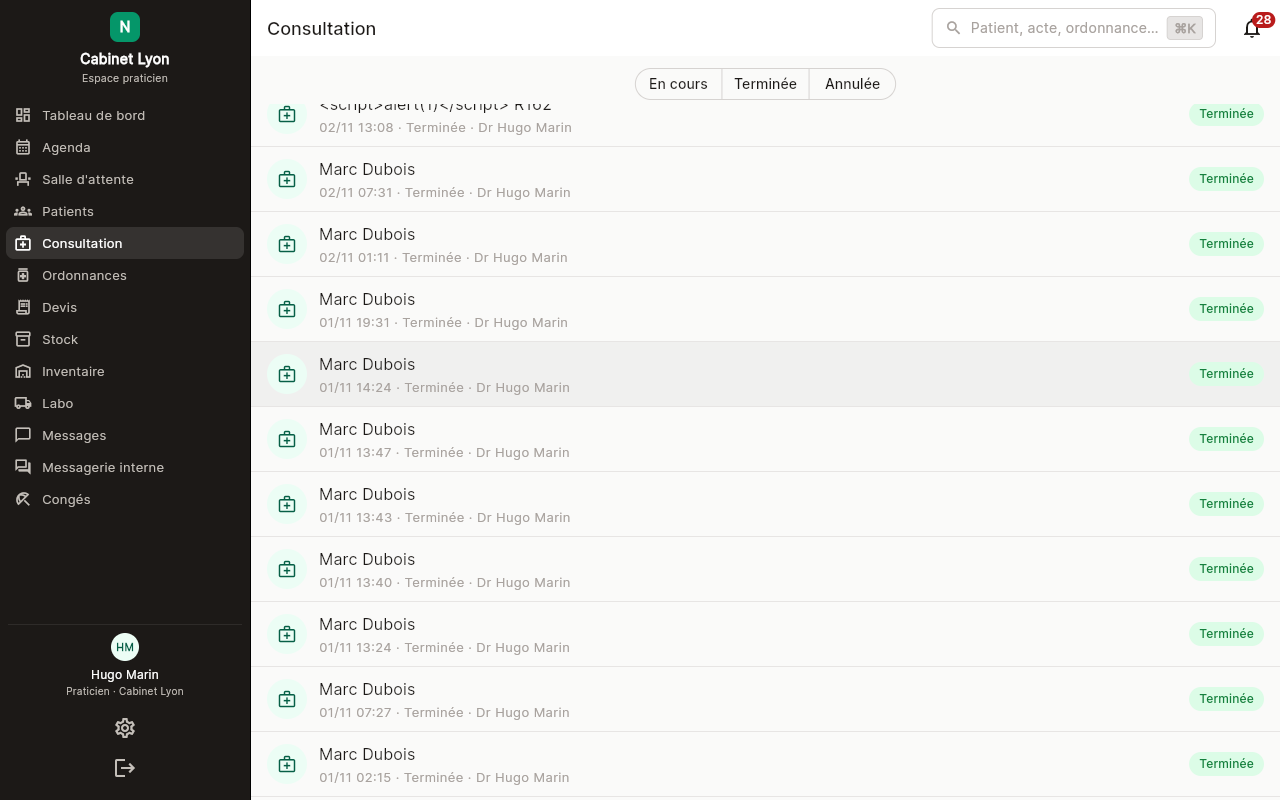 N
Cabinet Lyon
Espace praticien
Tableau de bord
Agenda
Salle d'attente
Patients
Consultation
Ordonnances
Devis
Stock
Inventaire
Labo
Messages
Messagerie interne
Congés
HM
Hugo Marin
Praticien · Cabinet Lyon
Consultation
Patient, acte, ordonnance... ⌘K
28
En cours Terminée Annulée
<script>alert(1)</script> R162
02/11 13:08 · Terminée · Dr Hugo Marin
Terminée
Marc Dubois
02/11 07:31 · Terminée · Dr Hugo Marin
Terminée
Marc Dubois
02/11 01:11 · Terminée · Dr Hugo Marin
Terminée
Marc Dubois
01/11 19:31 · Terminée · Dr Hugo Marin
Terminée
Marc Dubois
01/11 14:24 · Terminée · Dr Hugo Marin
Terminée
Marc Dubois
01/11 13:47 · Terminée · Dr Hugo Marin
Terminée
Marc Dubois
01/11 13:43 · Terminée · Dr Hugo Marin
Terminée
Marc Dubois
01/11 13:40 · Terminée · Dr Hugo Marin
Terminée
Marc Dubois
01/11 13:24 · Terminée · Dr Hugo Marin
Terminée
Marc Dubois
01/11 07:27 · Terminée · Dr Hugo Marin
Terminée
Marc Dubois
01/11 02:15 · Terminée · Dr Hugo Marin
Terminée